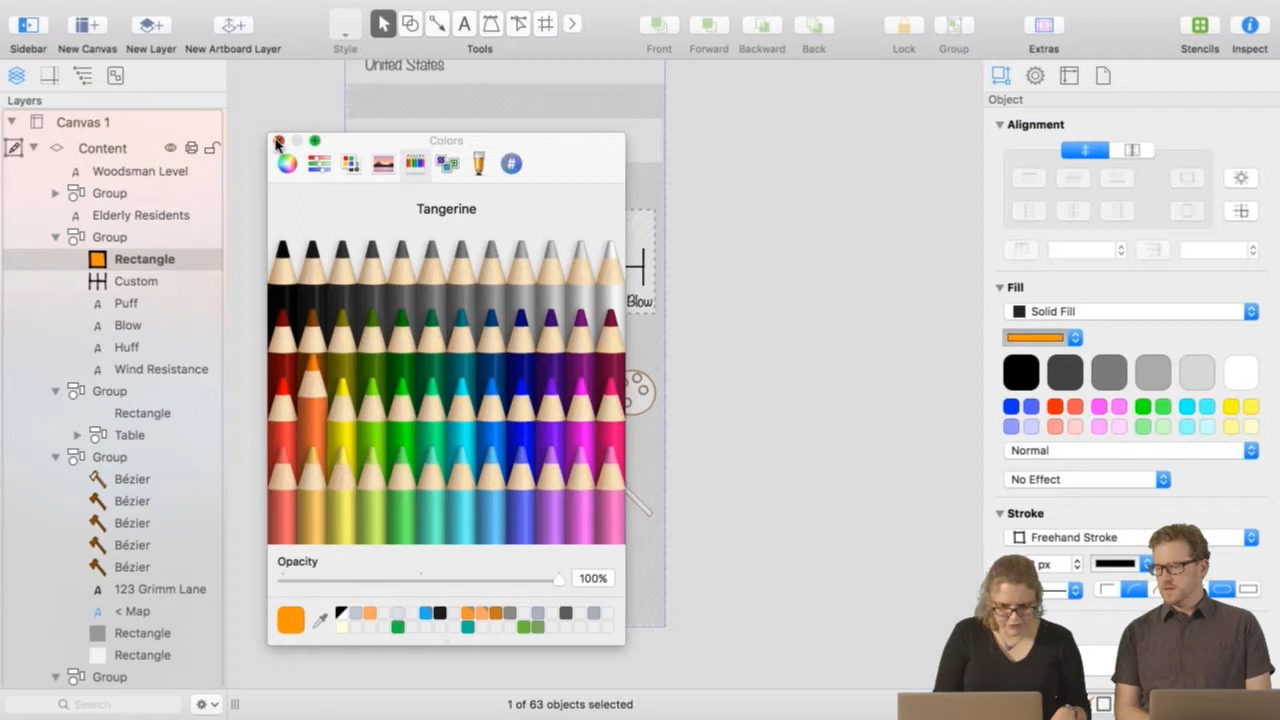 Sidebar New Canvas New Layer New Artboard Layer Style Tools Front Forward Backward Back Lock Group Extras Stencils Inspect
Layers
Canvas 1
Content
Woodsman Level
Group
Elderly Residents
Group
Rectangle
Custom
Puff
Blow
Huff
Wind Resistance
Group
Rectangle
Table
Group
Bézier
Bézier
Bézier
Bézier
Bézier
123 Grimm Lane
< Map
Rectangle
Rectangle
Group
Search
United States
Colors
Tangerine
Opacity
100%
Blow
1 of 63 objects selected
Object
Alignment
Fill
Solid Fill
Normal
No Effect
Stroke
Freehand Stroke
px